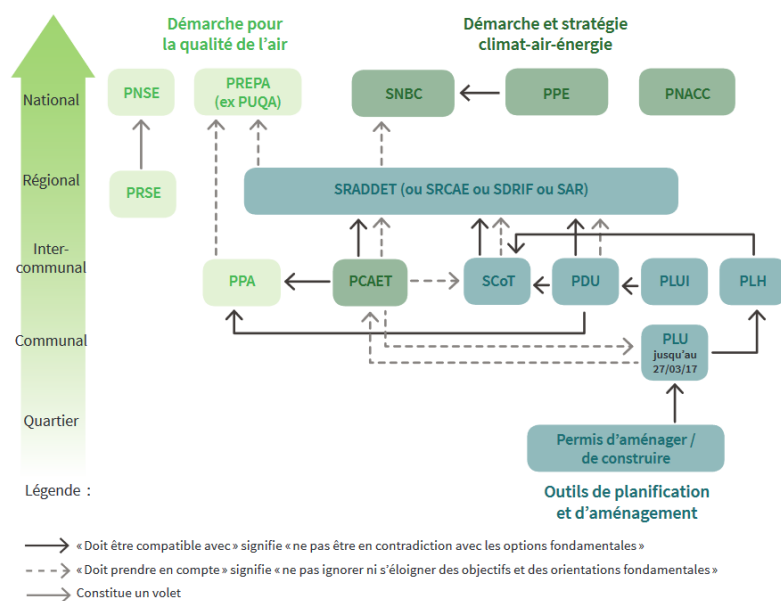 Démarche pour
la qualité de l'air
Démarche et stratégie
climat-air-énergie
National
PNSE
PREPA
(ex PUQA)
SNBC
PPE
PNACC
Régional
PRSE
SRADDET (ou SRCAE ou SDRIF ou SAR)
Inter-
communal
PPA
PCAET
SCoT
PDU
PLUI
PLH
Communal
PLU
jusqu'au
27/03/17
Quartier
Permis d'aménager /
de construire
Légende :
Outils de planification
et d'aménagement
« Doit être compatible avec » signifie « ne pas être en contradiction avec les options fondamentales »
« Doit prendre en compte » signifie « ne pas ignorer ni s'éloigner des objectifs et des orientations fondamentales »
Constitue un volet